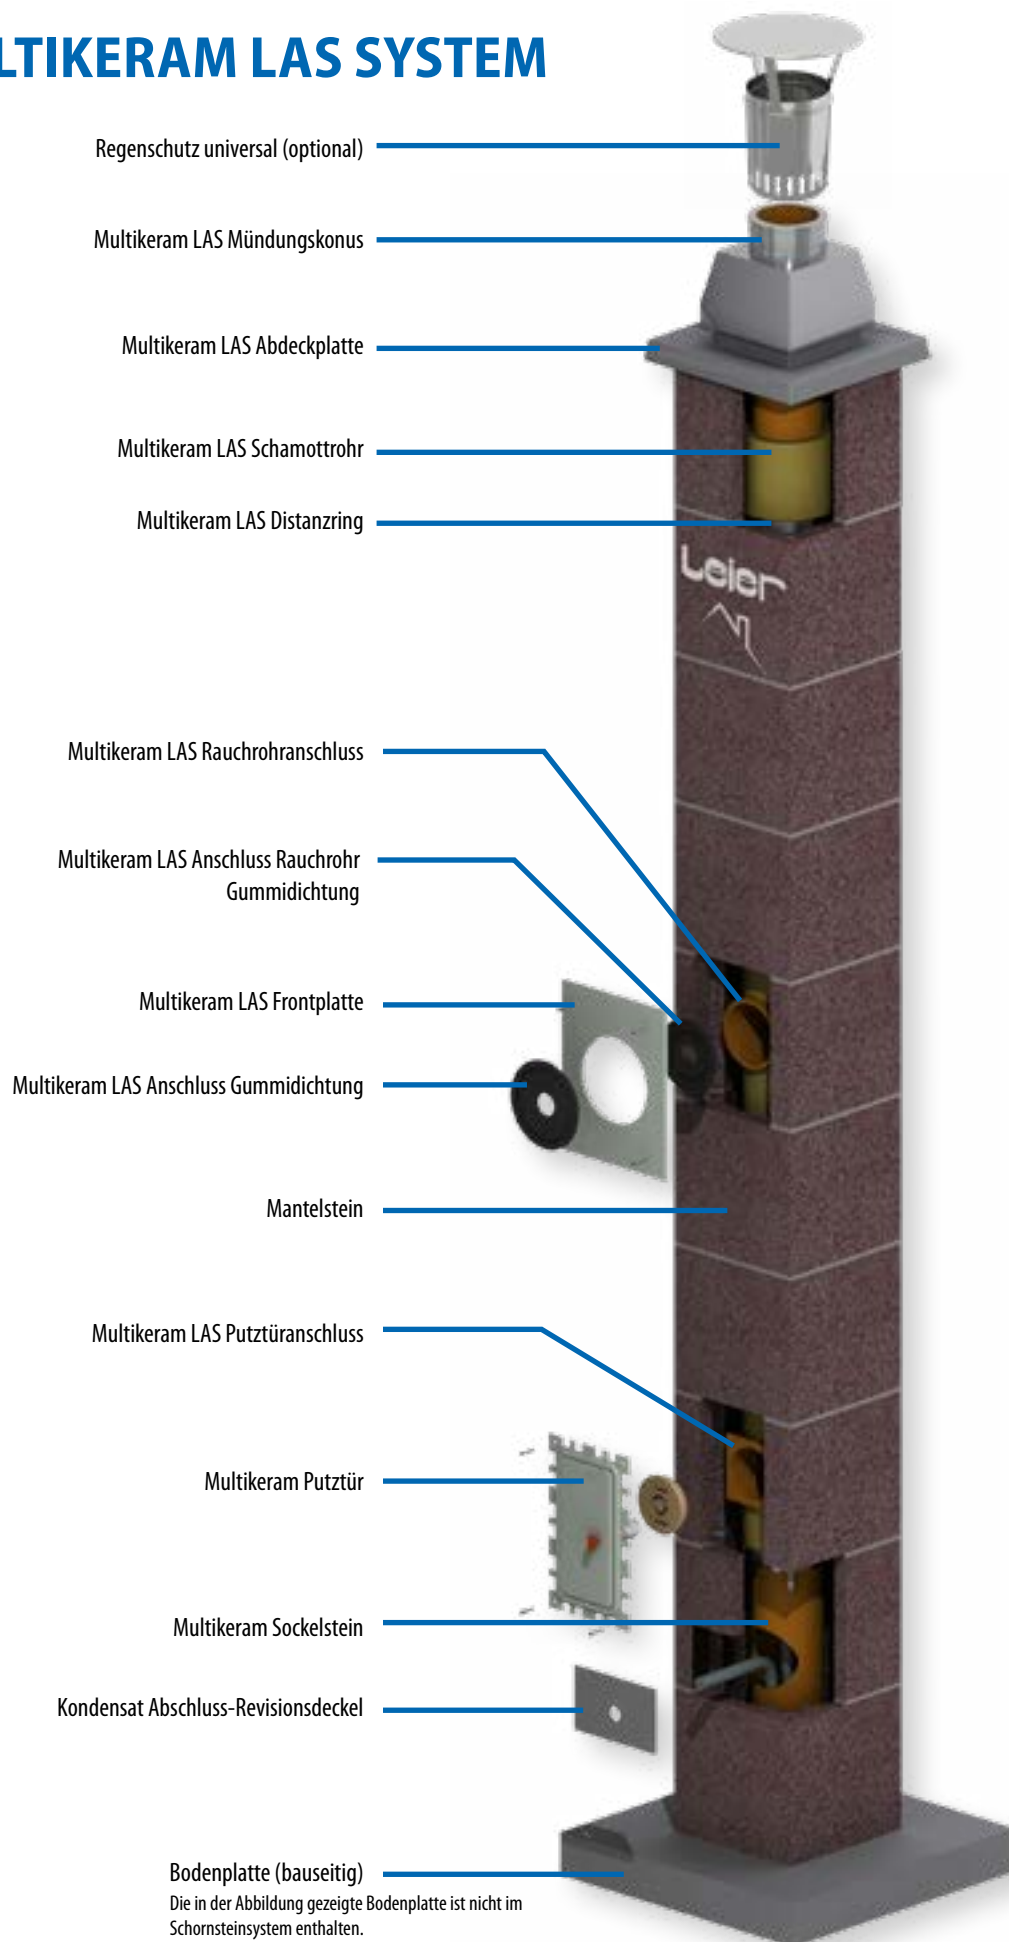 LTIKERAM LAS SYSTEM
Regenschutz universal (optional)
Multikeram LAS Mündungskonus
Multikeram LAS Abdeckplatte
Multikeram LAS Schamottrohr
Multikeram LAS Distanzring
Leier
Multikeram LAS Rauchrohranschluss
Multikeram LAS Anschluss Rauchrohr
Gummidichtung
Multikeram LAS Frontplatte
Multikeram LAS Anschluss Gummidichtung
Mantelstein
Multikeram LAS Putztüranschluss
Multikeram Putztür
Multikeram Sockelstein
Kondensat Abschluss-Revisionsdeckel
Bodenplatte (bauseitig)
Die in der Abbildung gezeigte Bodenplatte ist nicht im
Schornsteinsystem enthalten.